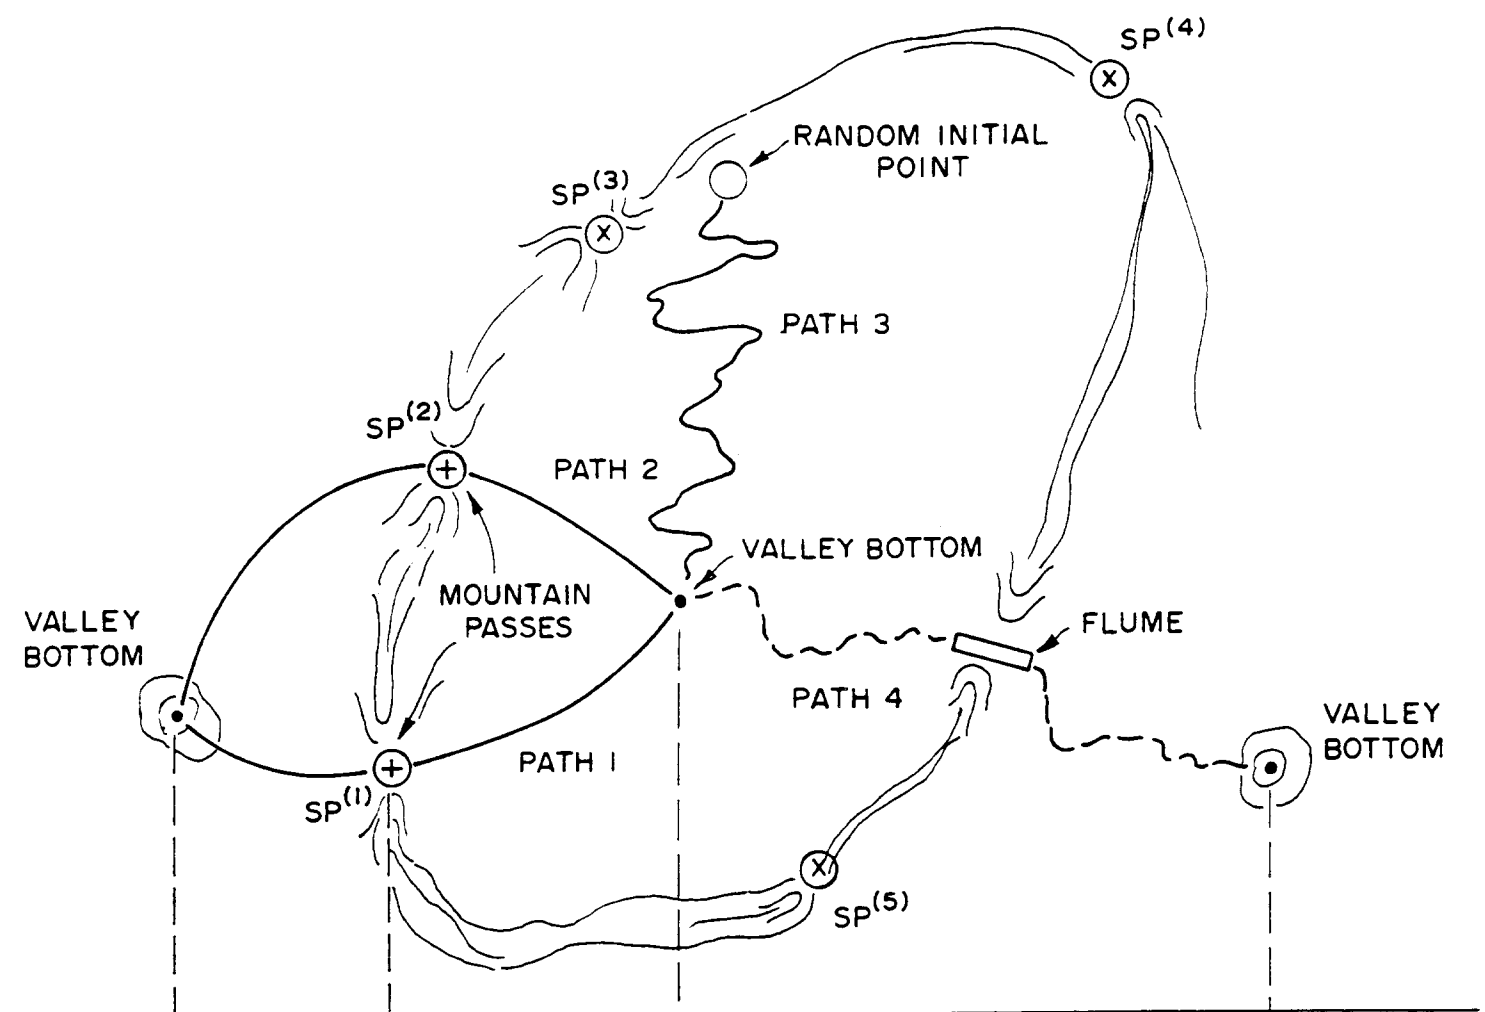 SP(4)
RANDOM INITIAL
POINT
SP(3)
PATH 3
SP(2)
PATH 2
VALLEY BOTTOM
MOUNTAIN
PASSES
VALLEY
BOTTOM
FLUME
PATH 4
VALLEY
BOTTOM
PATH 1
SP(1)
SP(5)